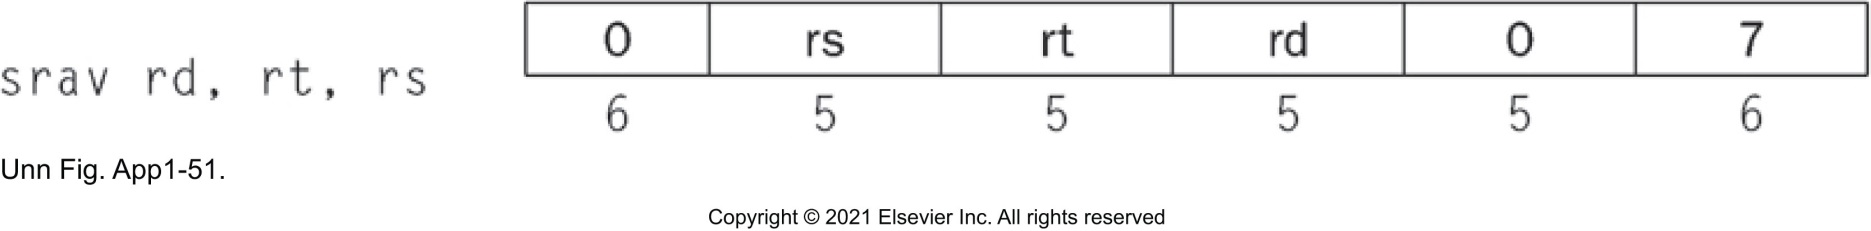 0 rs rt rd 0 7
srav rd, rt, rs
6 5 5 5 5 6
Unn Fig. App1-51.
Copyright © 2021 Elsevier Inc. All rights reserved